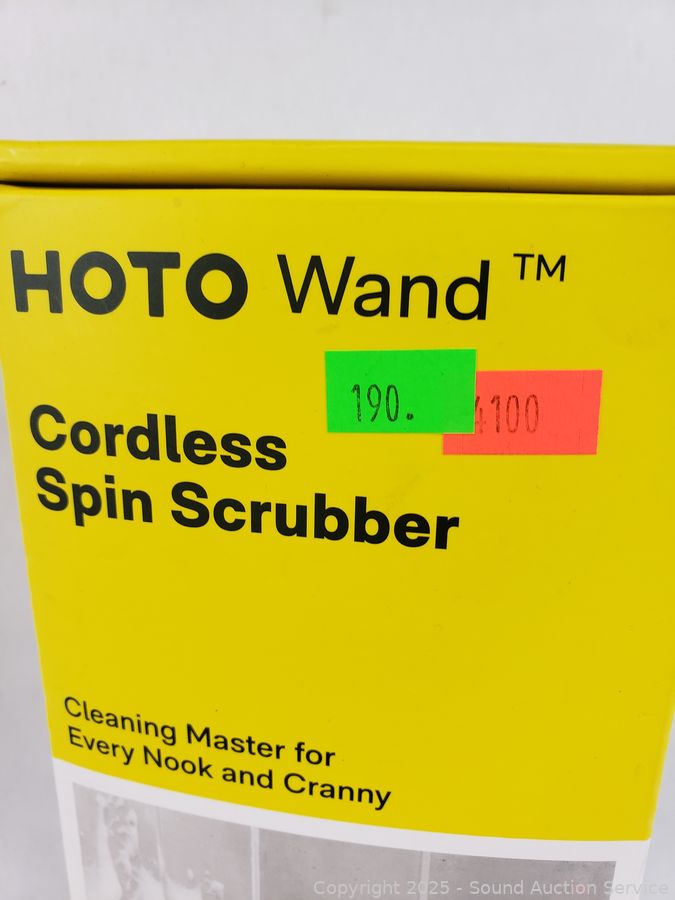 HOTO Wand ™
190.
4100
Cordless
Spin Scrubber
Cleaning Master for
Every Nook and Cranny
Copyright 2025 - Sound Auction Service